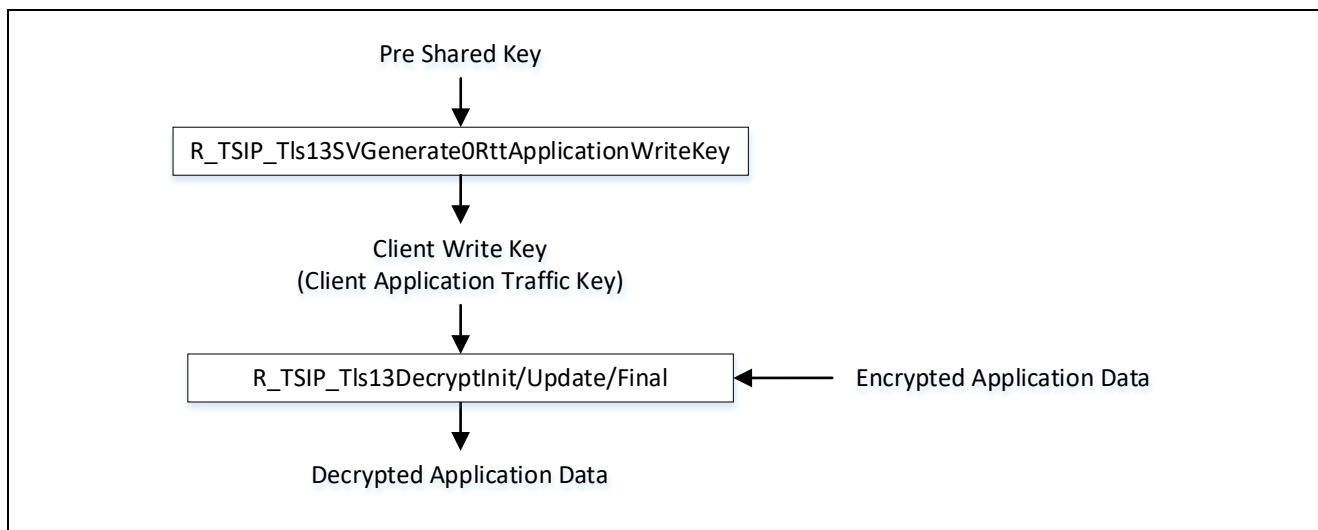 Pre Shared Key
R_TSIP_Tls13SVGenerate0RttApplicationWriteKey
Client Write Key
(Client Application Traffic Key)
R_TSIP_Tls13DecryptInit/Update/Final
Encrypted Application Data
Decrypted Application Data